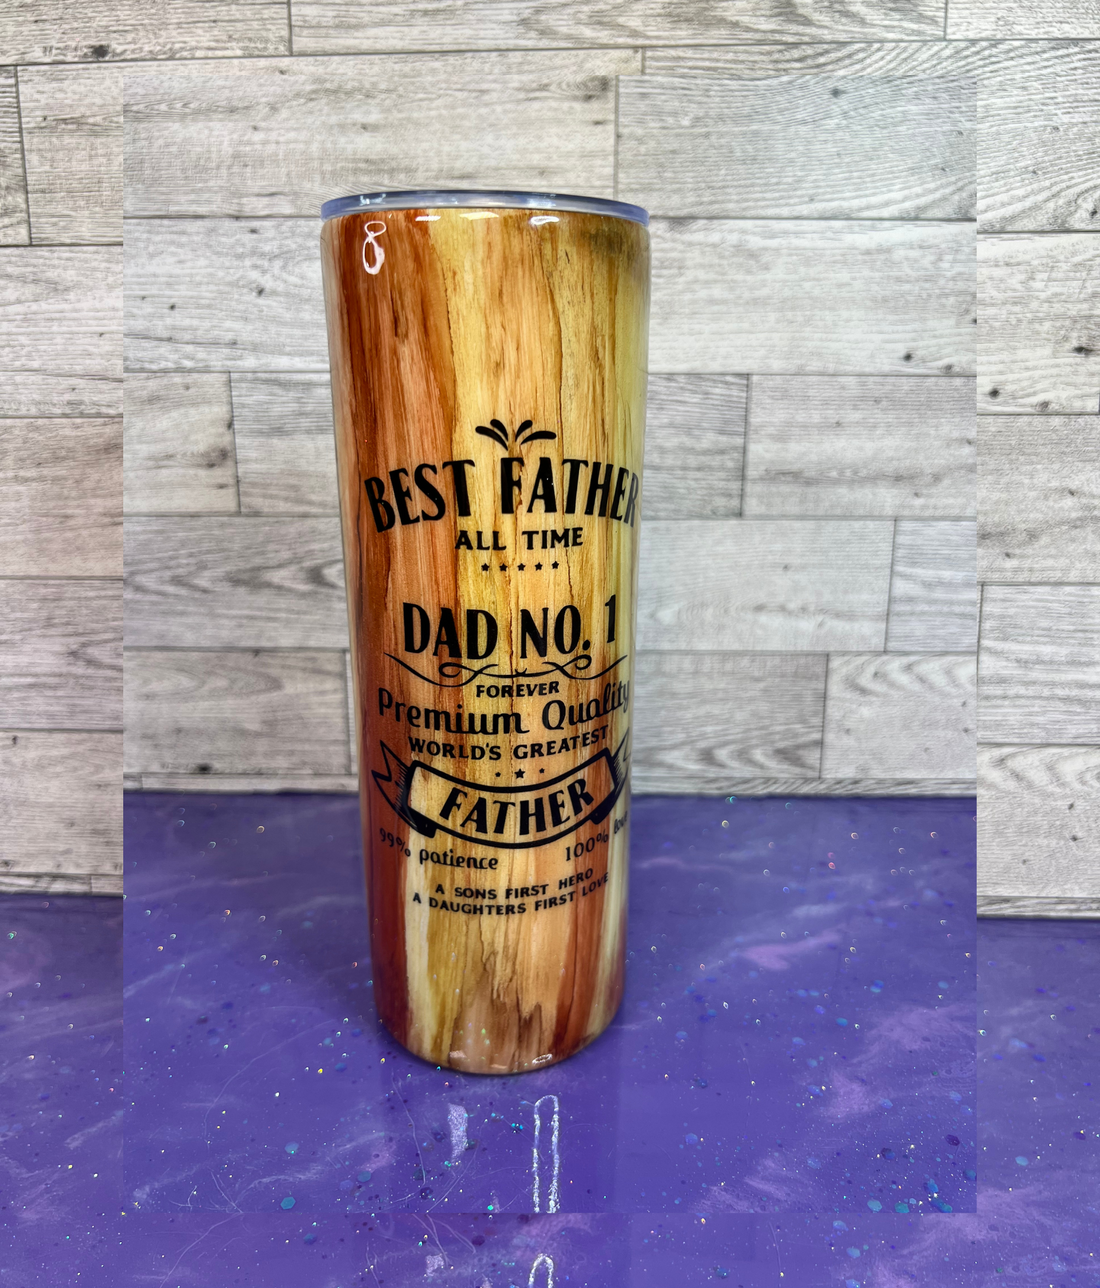 BEST FATHER
ALL TIME
DAD NO. 1
FOREVER
Premium Quality
WORLD'S GREATEST
FATHER
99% patience
100%
A SONS FIRST HERO
A DAUGHTERS FIRST LOVE